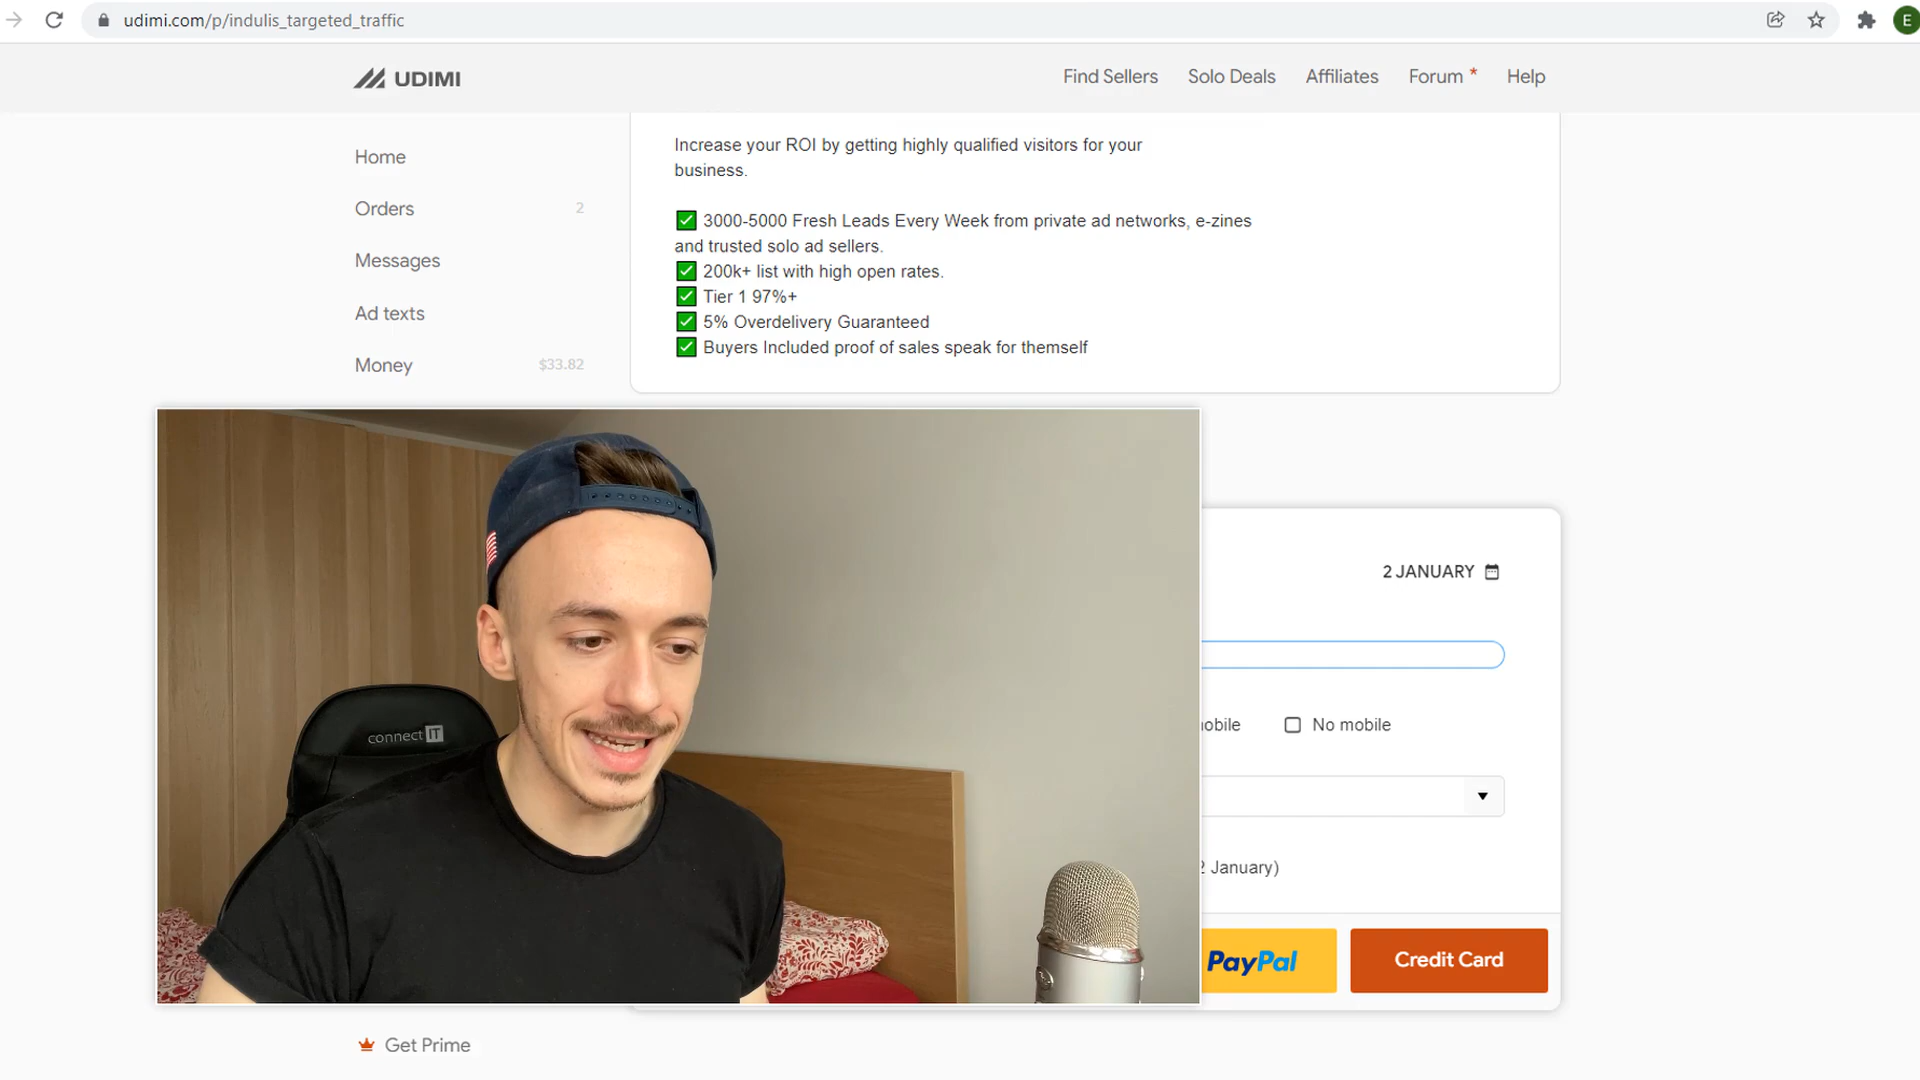 udimi.com/p/indulis_targeted_traffic
E
UDIMI
Find Sellers
Solo Deals
Affiliates
Forum *
Help
Home
Orders 2
Messages
Ad texts
Money $33.82
Increase your ROI by getting highly qualified visitors for your
business.
✅ 3000-5000 Fresh Leads Every Week from private ad networks, e-zines
and trusted solo ad sellers.
✅ 200k+ list with high open rates.
✅ Tier 1 97%+
✅ 5% Overdelivery Guaranteed
✅ Buyers Included proof of sales speak for themself
2 JANUARY
connect IT
obile
No mobile
2 January)
PayPal
Credit Card
Get Prime